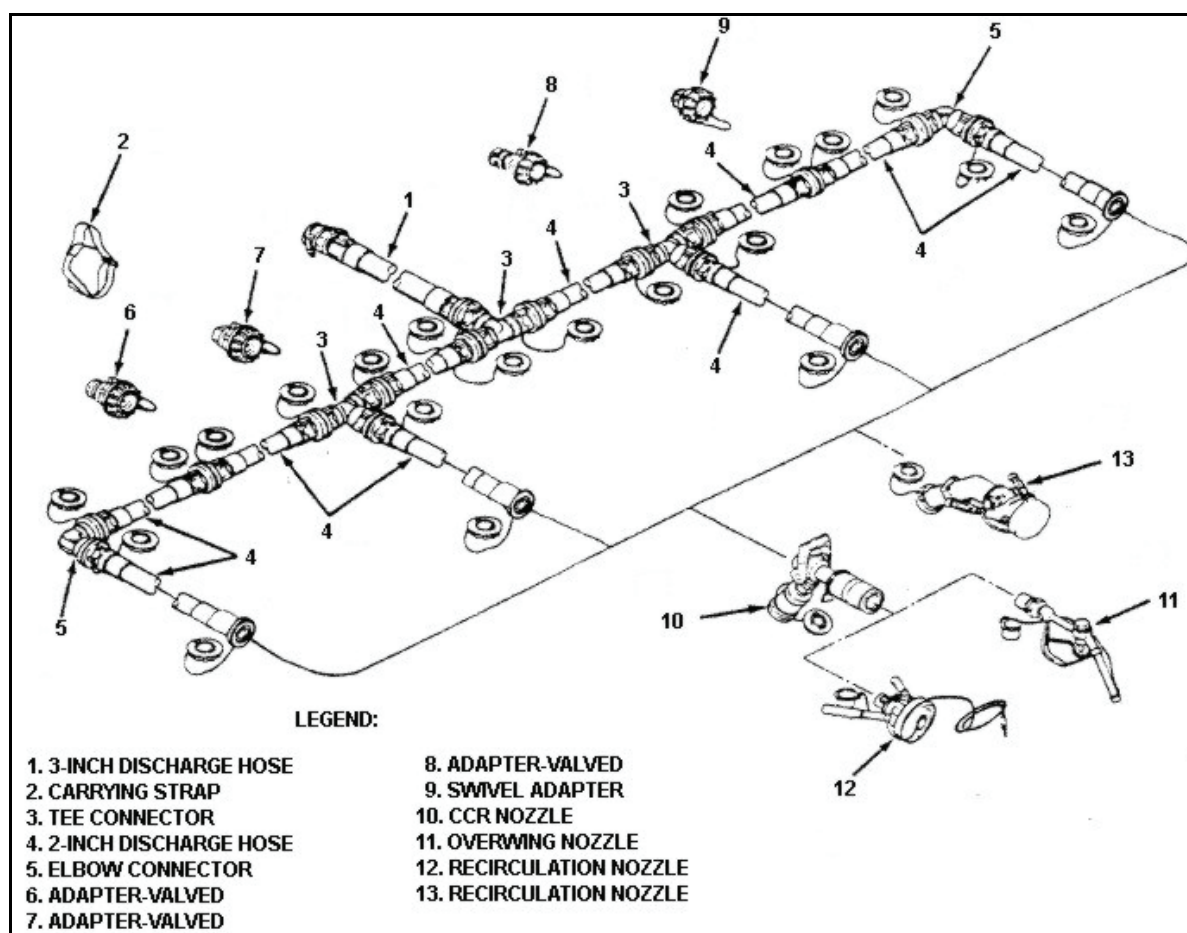 9
5
8
2
4
3
1
4
7
3
4
6
4
3
4
4
13
4
5
10
11
12
LEGEND:
1. 3-INCH DISCHARGE HOSE
2. CARRYING STRAP
3. TEE CONNECTOR
4. 2-INCH DISCHARGE HOSE
5. ELBOW CONNECTOR
6. ADAPTER-VALVED
7. ADAPTER-VALVED
8. ADAPTER-VALVED
9. SWIVEL ADAPTER
10. CCR NOZZLE
11. OVERWING NOZZLE
12. RECIRCULATION NOZZLE
13. RECIRCULATION NOZZLE